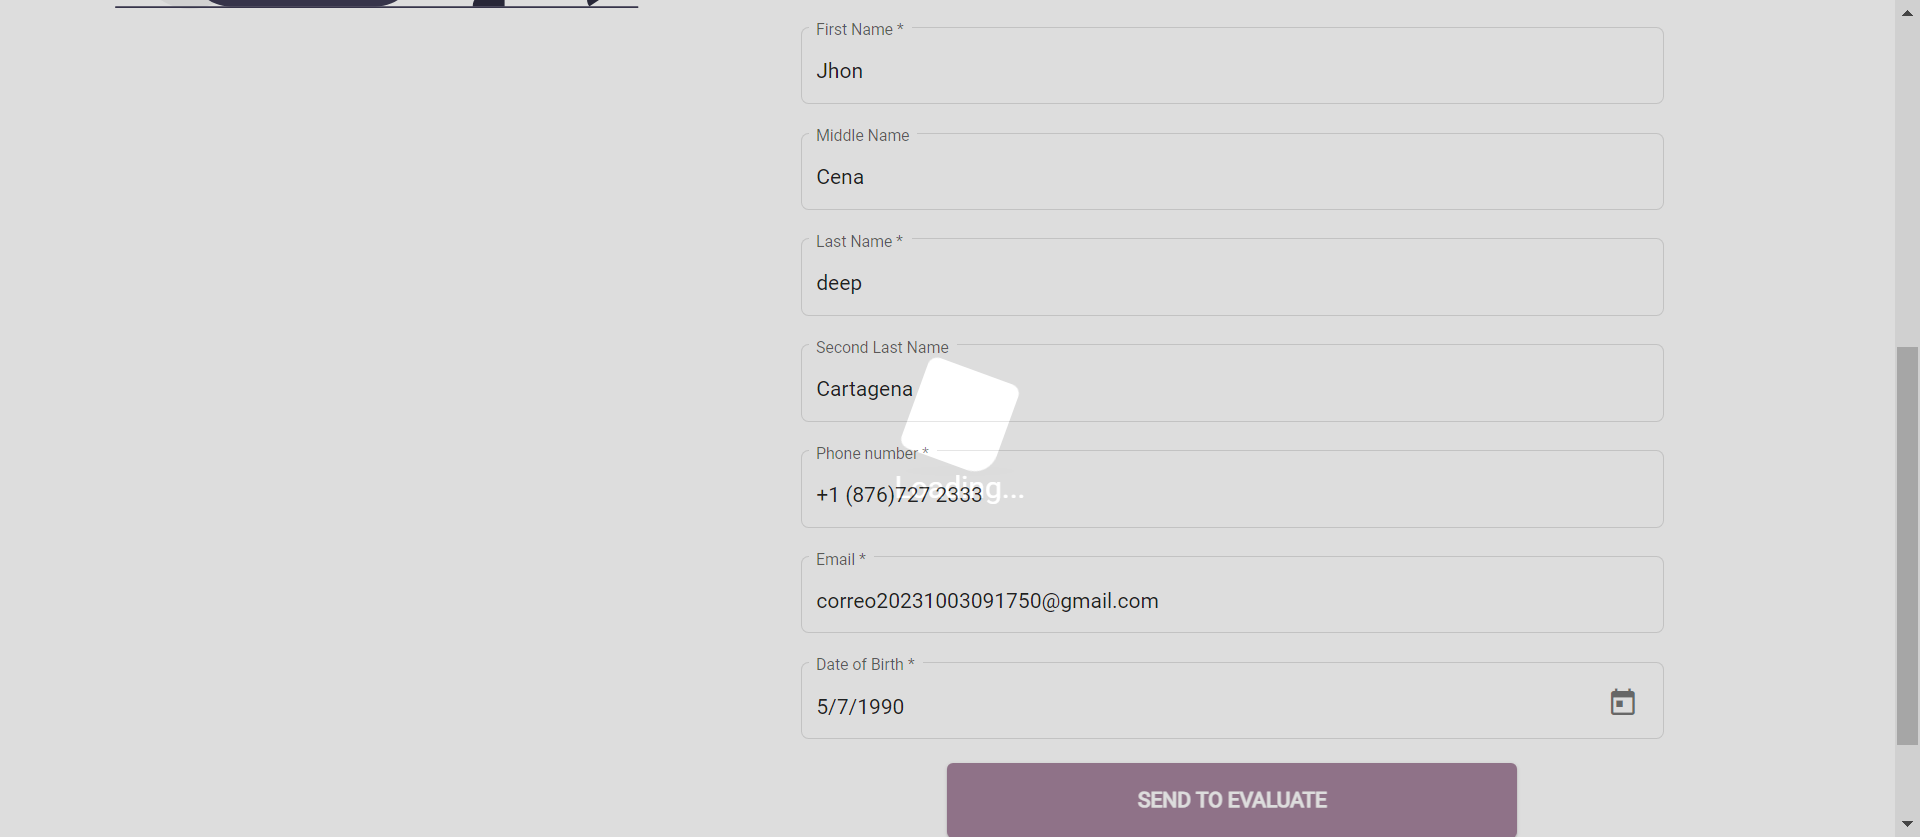 First Name *
Jhon
Middle Name
Cena
Last Name *
deep
Second Last Name
Cartagena
Phone number *
+1 (876)727 2333
Loading...
Email *
correo20231003091750@gmail.com
Date of Birth *
5/7/1990
SEND TO EVALUATE